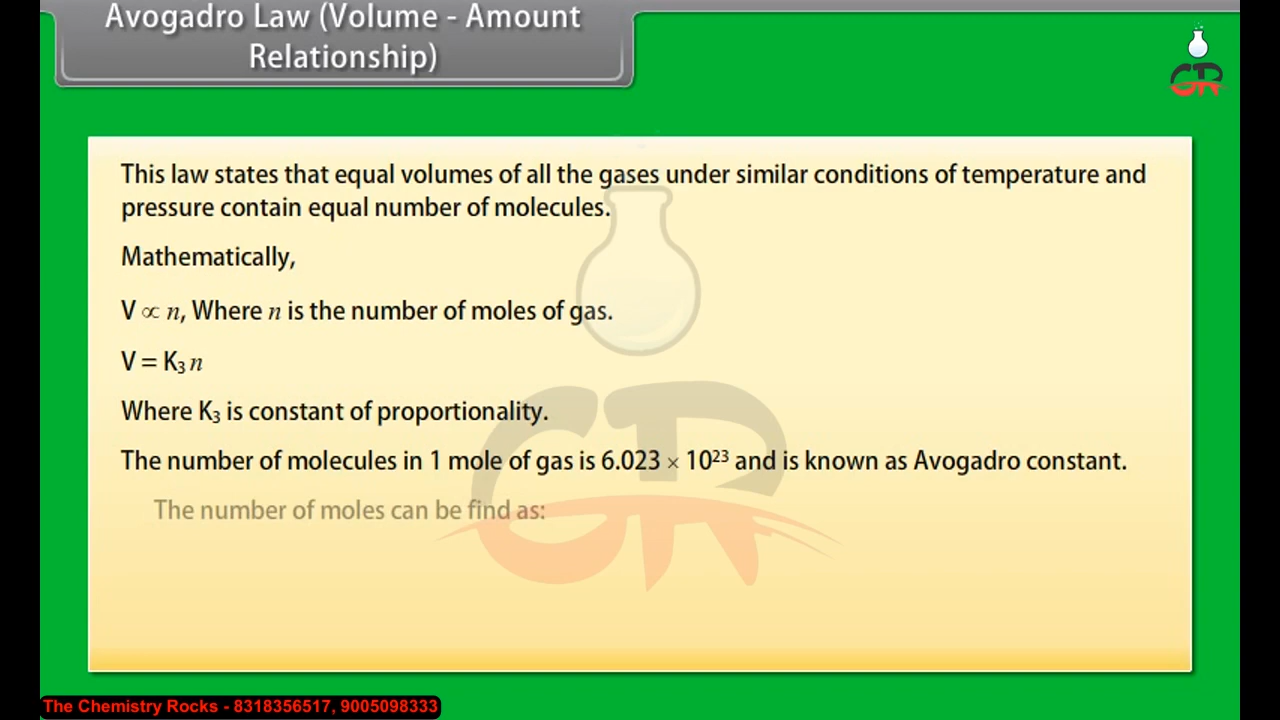 Avogadro Law (Volume - Amount
Relationship)
This law states that equal volumes of all the gases under similar conditions of temperature and
pressure contain equal number of molecules.
Mathematically,
V ∝ n, Where n is the number of moles of gas.
V = K₃ n
Where K₃ is constant of proportionality.
The number of molecules in 1 mole of gas is 6.023 × 10²³ and is known as Avogadro constant.
The number of moles can be find as:
The Chemistry Rocks - 8318356517, 9005098333